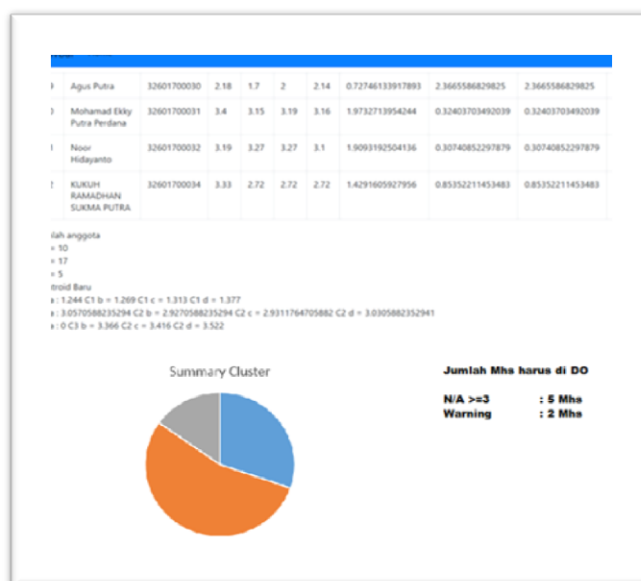 Agus Putra 32601700030 2.18 1.7 2 2.14 0.72746133917893 2.3665586829825 2.3665586829825
Mohamad Ekky 32601700031 3.4 3.15 3.19 3.16 1.9732713954244 0.32403703492039 0.32403703492039
Putra Perdana
Noor 32601700032 3.19 3.27 3.27 3.1 1.9093192504136 0.30740852297879 0.30740852297879
Hidayanto
KUKUH 32601700034 3.33 2.72 2.72 2.72 1.4291605927956 0.85352211453483 0.85352211453483
RAMADHAN
SUKMA PUTRA
lah anggota
= 10
= 17
= 5
troid Baru
a : 1.244 C1 b = 1.269 C1 c = 1.313 C1 d = 1.377
a : 3.0570588235294 C2 b = 2.9270588235294 C2 c = 2.9311764705882 C2 d = 3.0305882352941
a : 0 C3 b = 3.366 C2 c = 3.416 C2 d = 3.522
Summary Cluster
Jumlah Mhs harus di DO
N/A >=3 : 5 Mhs
Warning : 2 Mhs